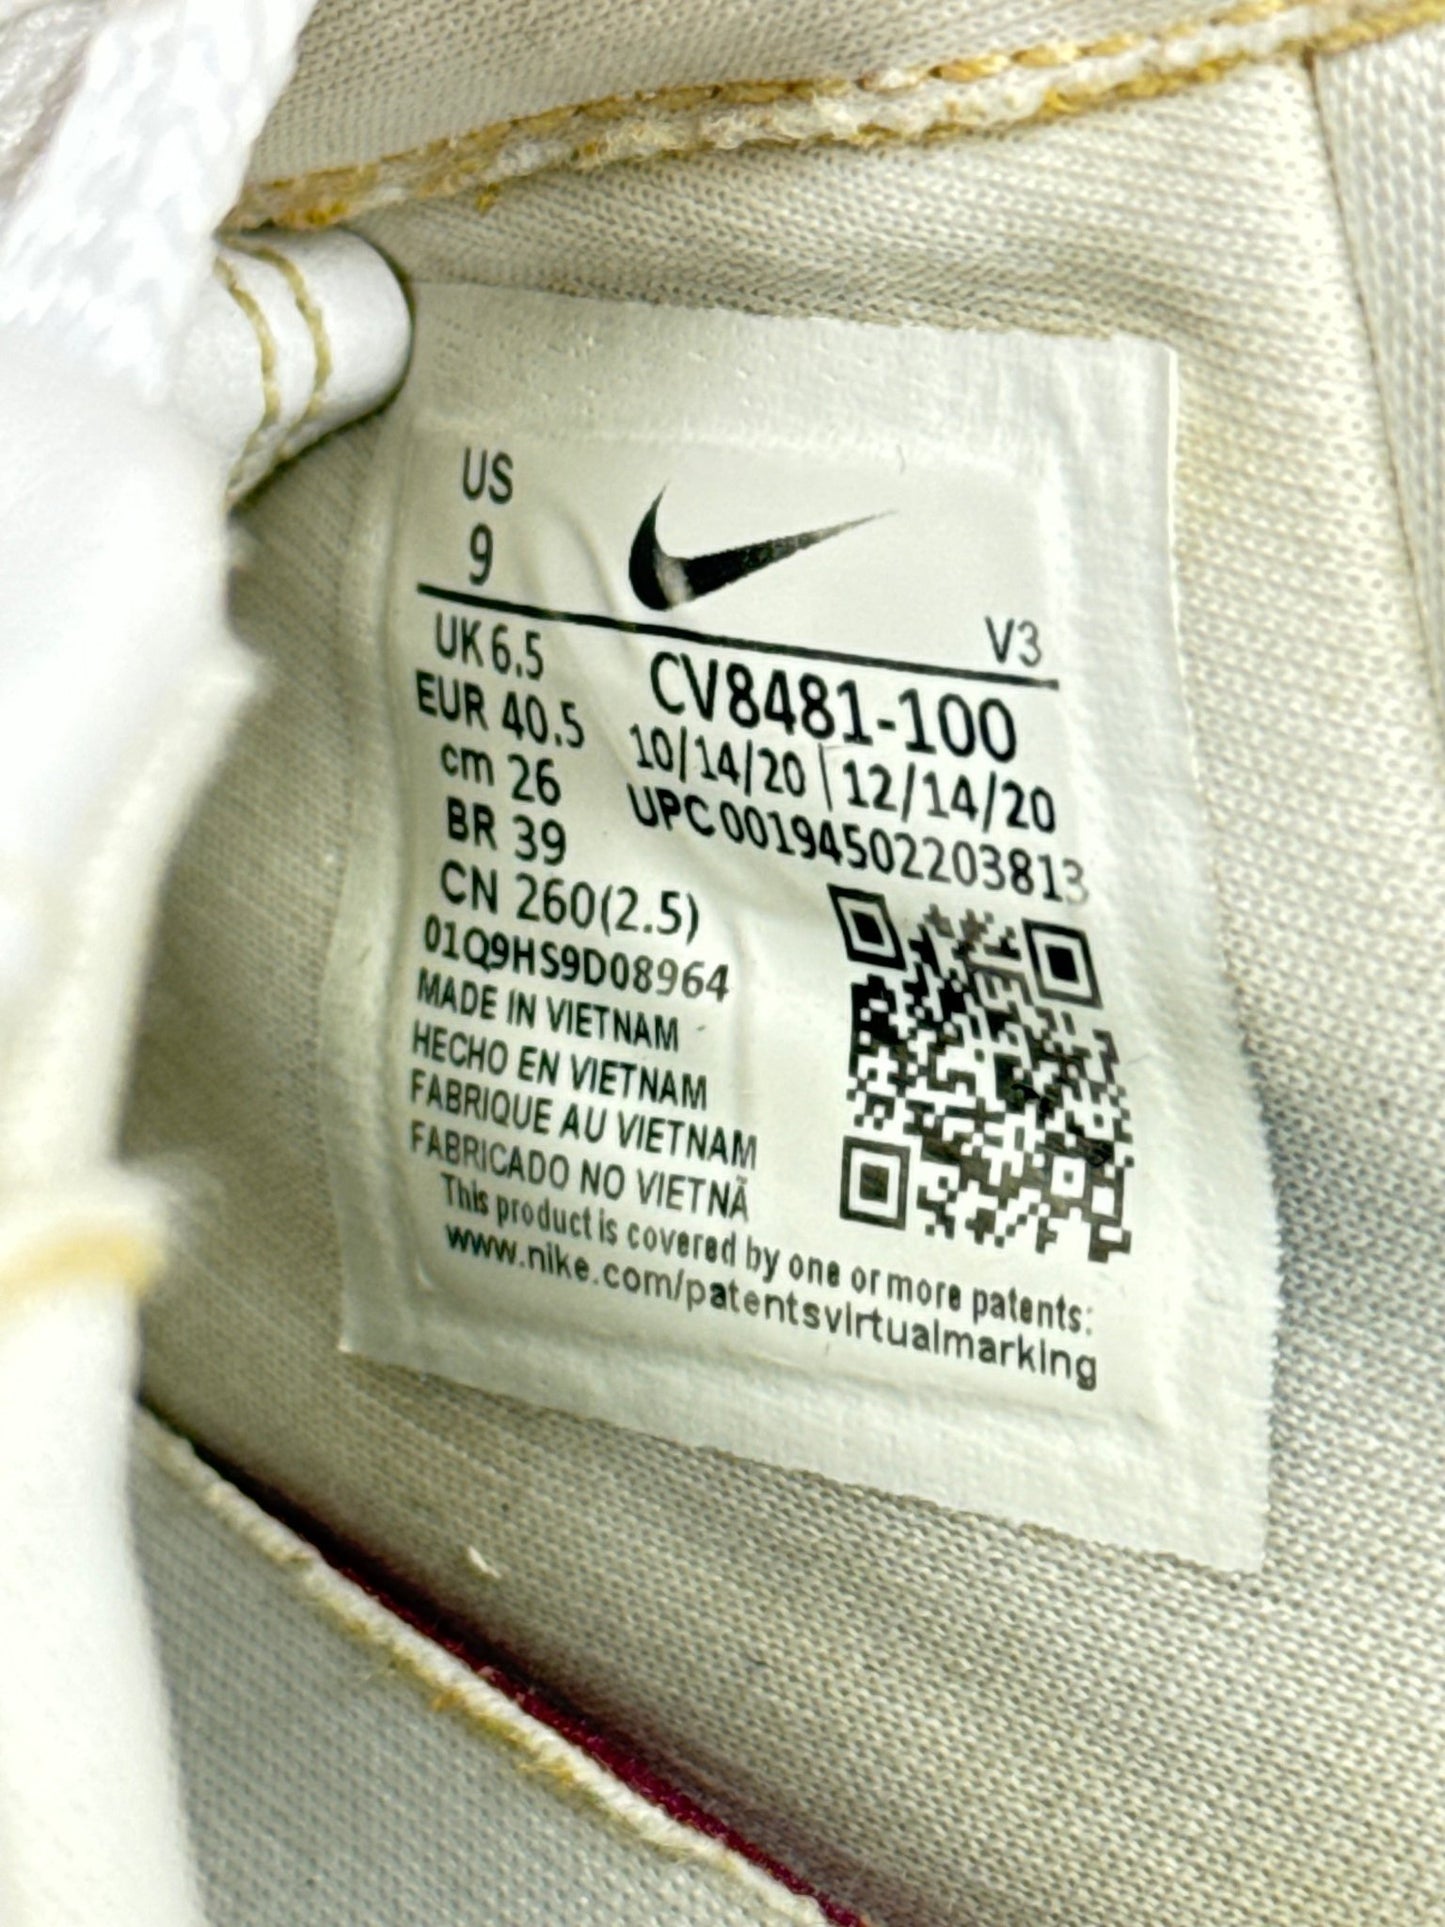 US
9
V3
UK 6.5
CV8481-100
EUR 40.5
10/14/20 | 12/14/20
cm 26
UPC 00194502203813
BR 39
CN 260(2.5)
01Q9HS9D08964
MADE IN VIETNAM
HECHO EN VIETNAM
FABRIQUE AU VIETNAM
FABRICADO NO VIETNÃ
This product is covered by one or more patents:
www.nike.com/patentsvirtualmarking